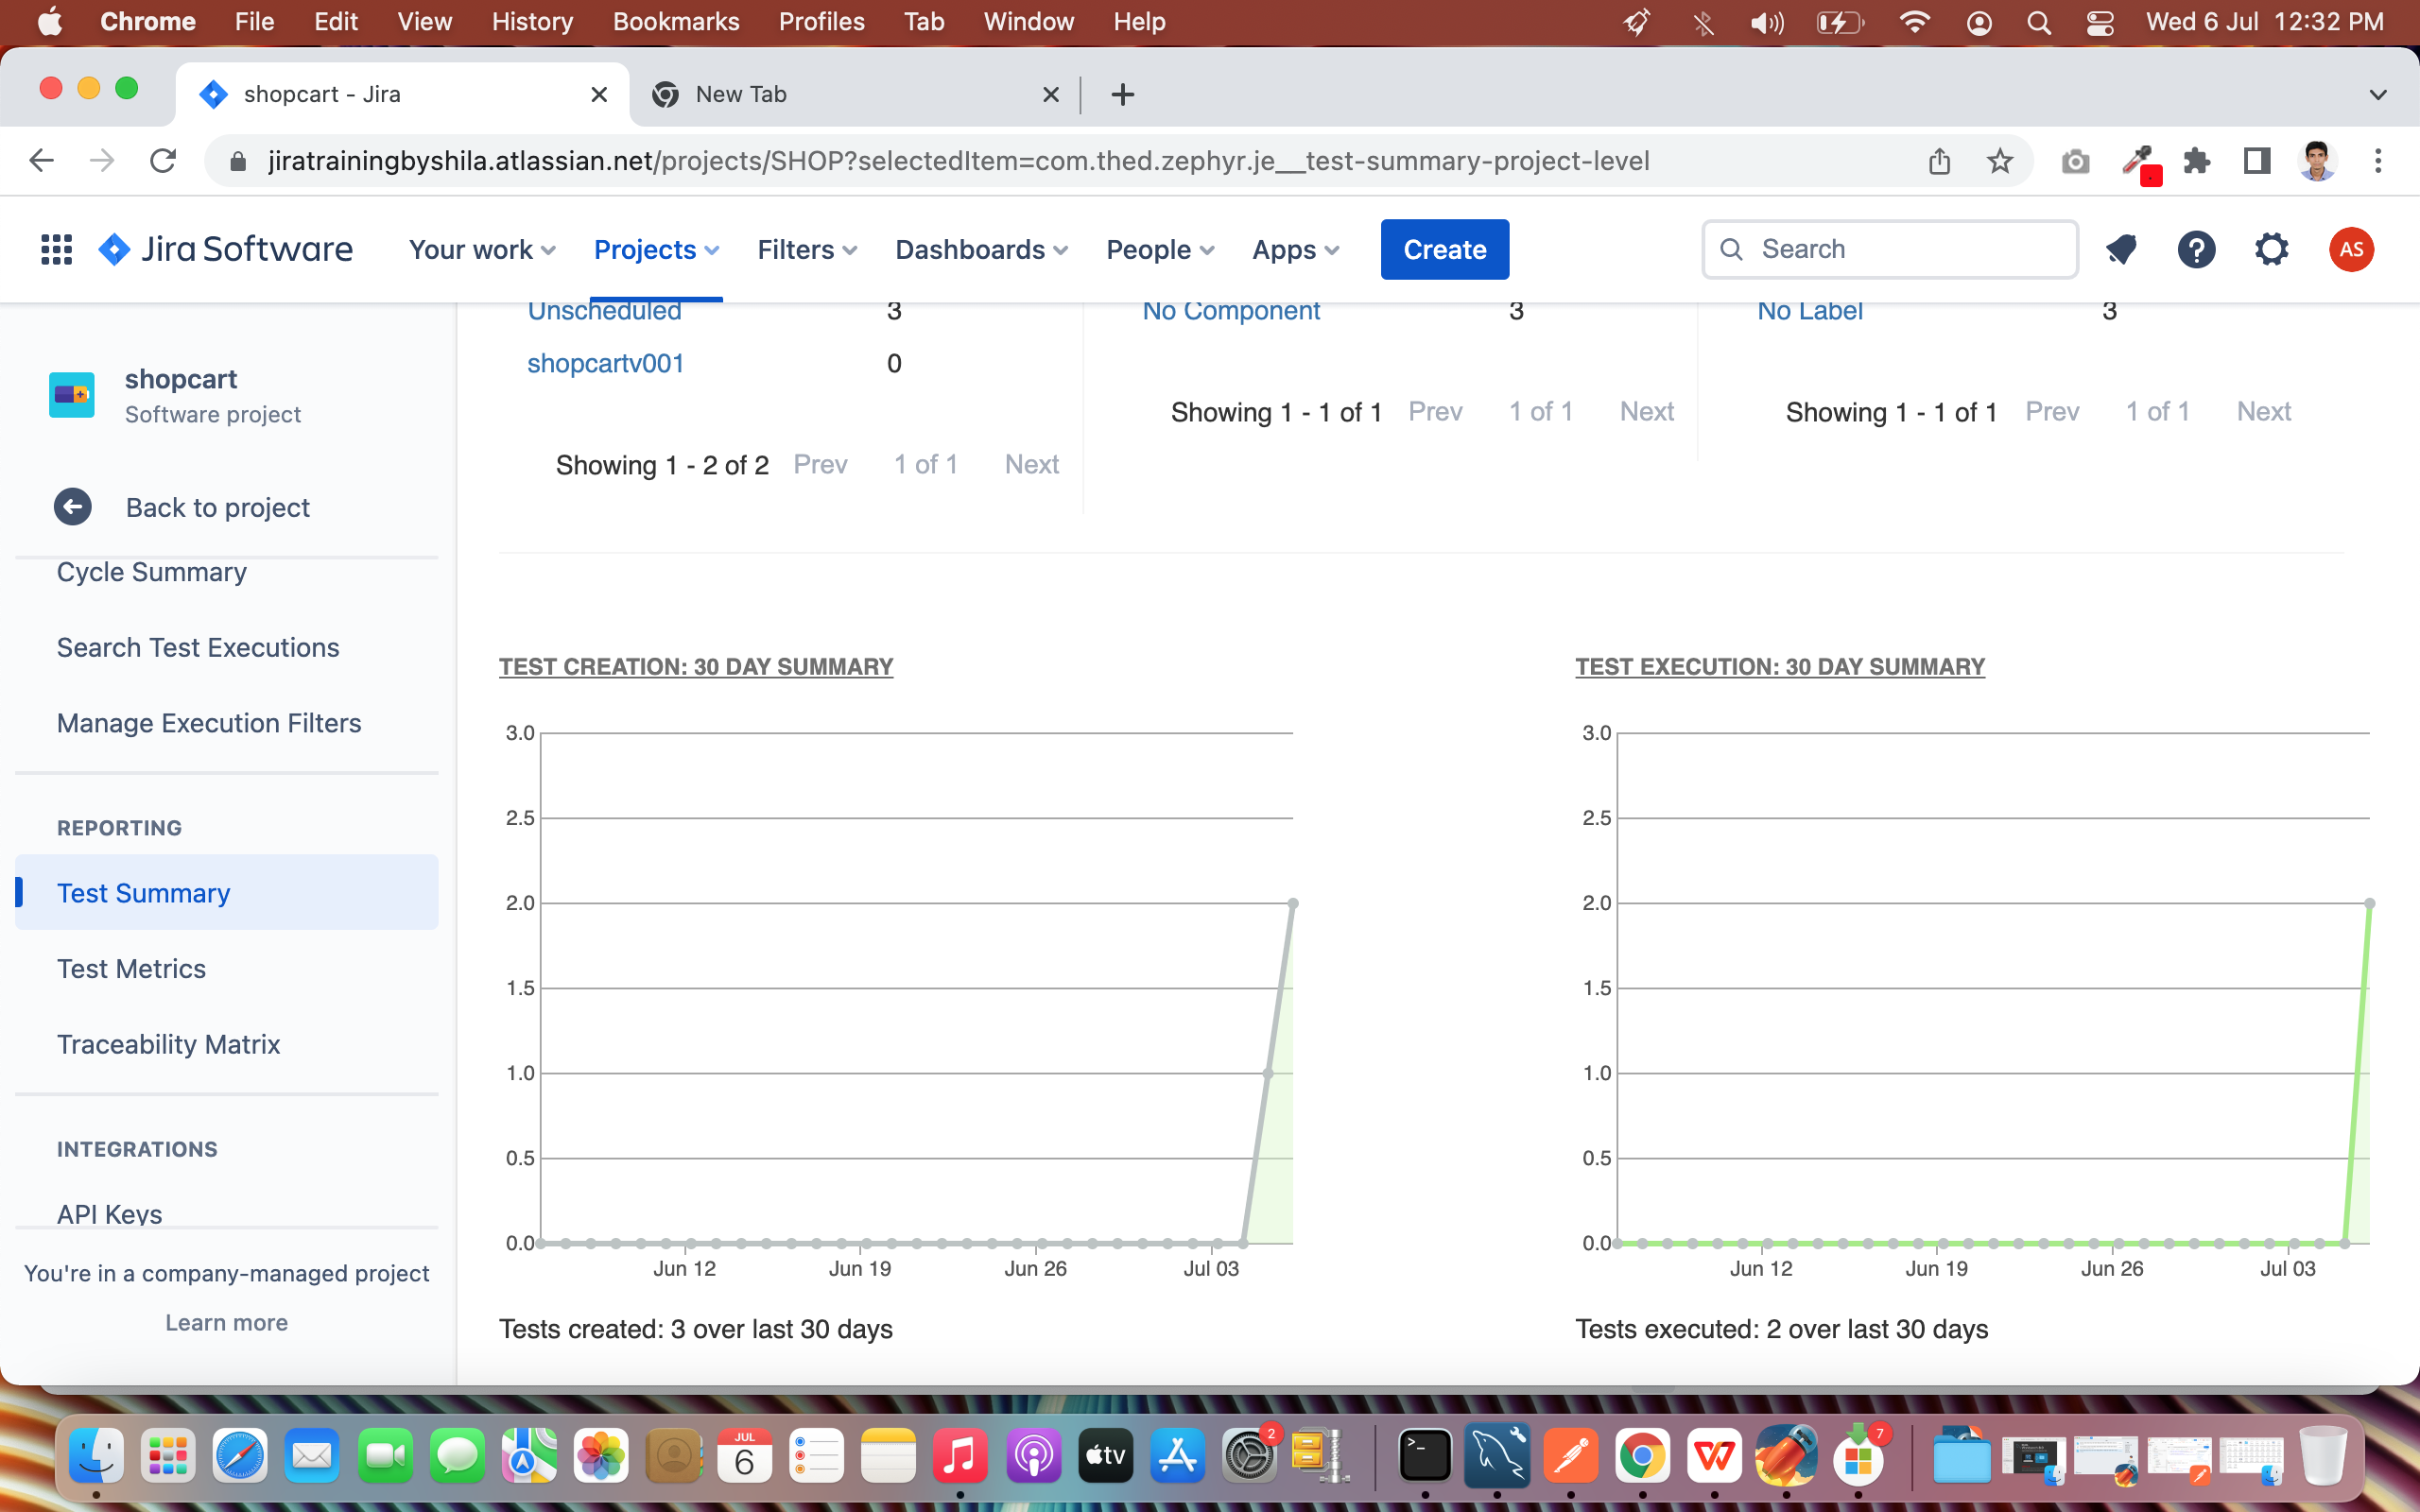 Chrome File Edit View History Bookmarks Profiles Tab Window Help Wed 6 Jul 12:32 PM
shopcart - Jira New Tab
jiratrainingbyshila.atlassian.net/projects/SHOP?selectedItem=com.thed.zephyr.je__test-summary-project-level
Jira Software Your work Projects Filters Dashboards People Apps Create Search AS
shopcart
Software project
Back to project
Cycle Summary
Search Test Executions
Manage Execution Filters
REPORTING
Test Summary
Test Metrics
Traceability Matrix
INTEGRATIONS
API Keys
You're in a company-managed project
Learn more
Unscheduled 3
shopcartv001 0
Showing 1 - 2 of 2 Prev 1 of 1 Next
No Component 3
Showing 1 - 1 of 1 Prev 1 of 1 Next
No Label 3
Showing 1 - 1 of 1 Prev 1 of 1 Next
TEST CREATION: 30 DAY SUMMARY
3.0
2.5
2.0
1.5
1.0
0.5
0.0
Jun 12 Jun 19 Jun 26 Jul 03
Tests created: 3 over last 30 days
TEST EXECUTION: 30 DAY SUMMARY
3.0
2.5
2.0
1.5
1.0
0.5
0.0
Jun 12 Jun 19 Jun 26 Jul 03
Tests executed: 2 over last 30 days
JUL
6
tv
2
7